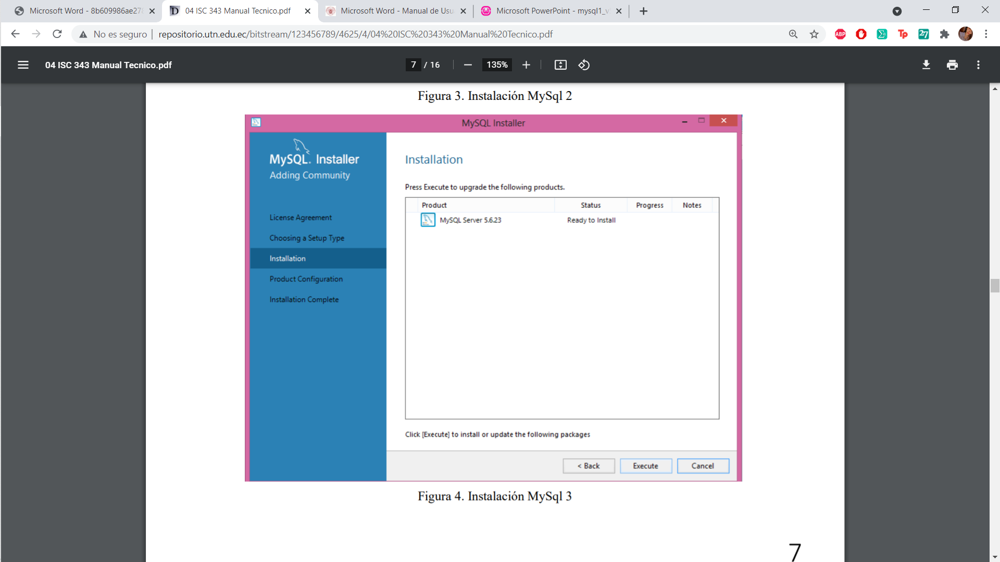 Microsoft Word - 8b609986ae278
04 ISC 343 Manual Tecnico.pdf
Microsoft Word - Manual de Usu
Microsoft PowerPoint - mysql1_v
No es seguro
repositorio.utn.edu.ec/bitstream/123456789/4625/4/04%20ISC%20343%20Manual%20Tecnico.pdf
ABP
Tp
27
04 ISC 343 Manual Tecnico.pdf
7 / 16
135%
Figura 3. Instalación MySql 2
MySQL Installer
MySQL. Installer
Adding Community
License Agreement
Choosing a Setup Type
Installation
Product Configuration
Installation Complete
Installation
Press Execute to upgrade the following products.
Product Status Progress Notes
MySQL Server 5.6.23 Ready to Install
Click [Execute] to install or update the following packages
< Back Execute Cancel
Figura 4. Instalación MySql 3
7